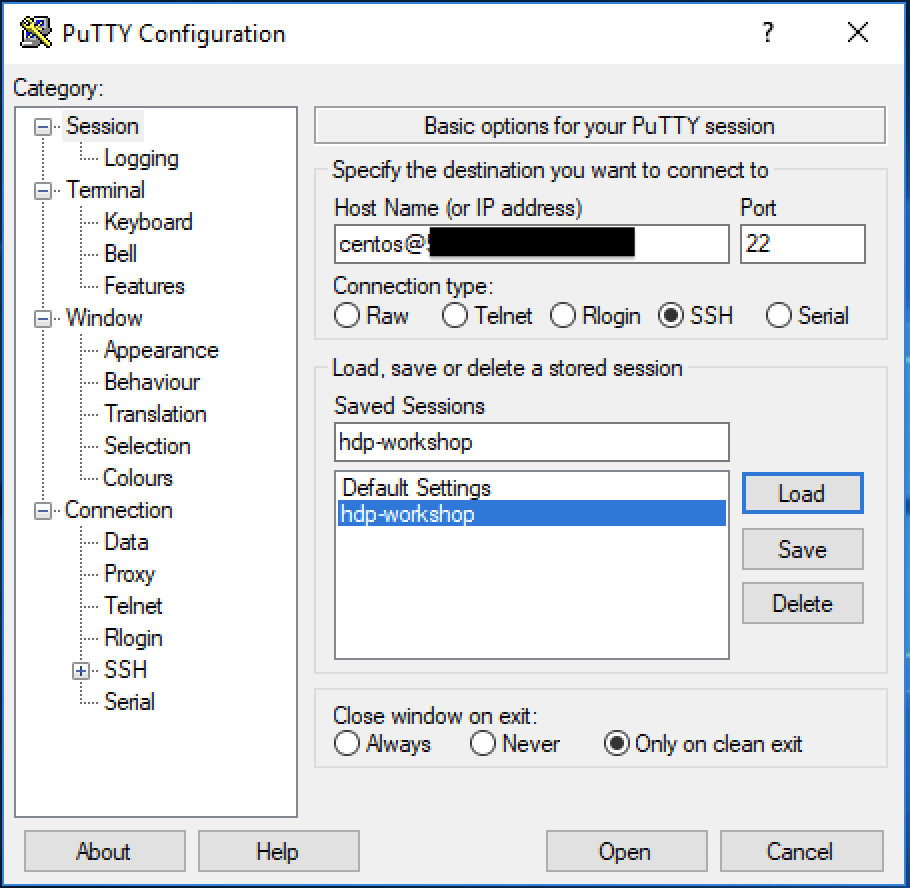 PuTTY Configuration ?
Category:
Session
Logging
Terminal
Keyboard
Bell
Features
Window
Appearance
Behaviour
Translation
Selection
Colours
Connection
Data
Proxy
Telnet
Rlogin
SSH
Serial
Basic options for your PuTTY session
Specify the destination you want to connect to
Host Name (or IP address) Port
centos@ 22
Connection type:
Raw Telnet Rlogin SSH Serial
Load, save or delete a stored session
Saved Sessions
hdp-workshop
Default Settings
hdp-workshop
Load
Save
Delete
Close window on exit:
Always Never Only on clean exit
About Help Open Cancel